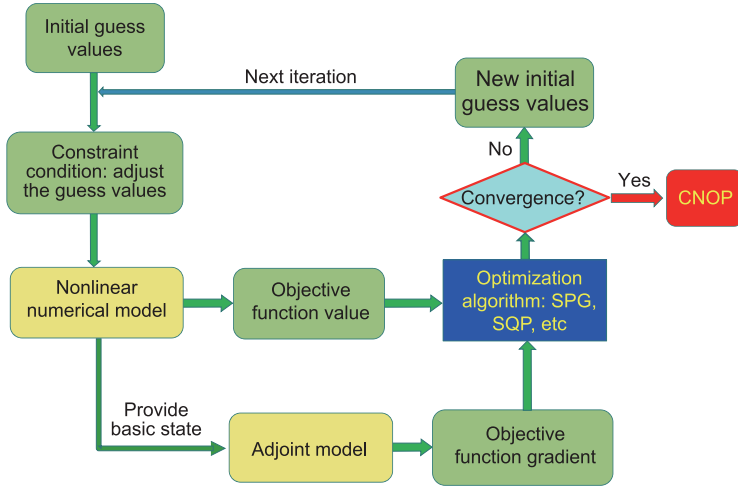 Initial guess
values
Next iteration
New initial
guess values
No
Constraint
condition: adjust
the guess values
Convergence?
Yes
CNOP
Nonlinear
numerical model
Objective
function value
Optimization
algorithm: SPG,
SQP, etc
Provide
basic state
Adjoint model
Objective
function gradient